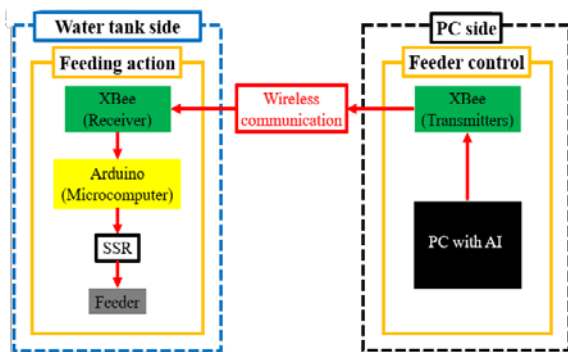 Water tank side
Feeding action
XBee
(Receiver)
Arduino
(Microcomputer)
SSR
Feeder
Wireless
communication
PC side
Feeder control
XBee
(Transmitters)
PC with AI